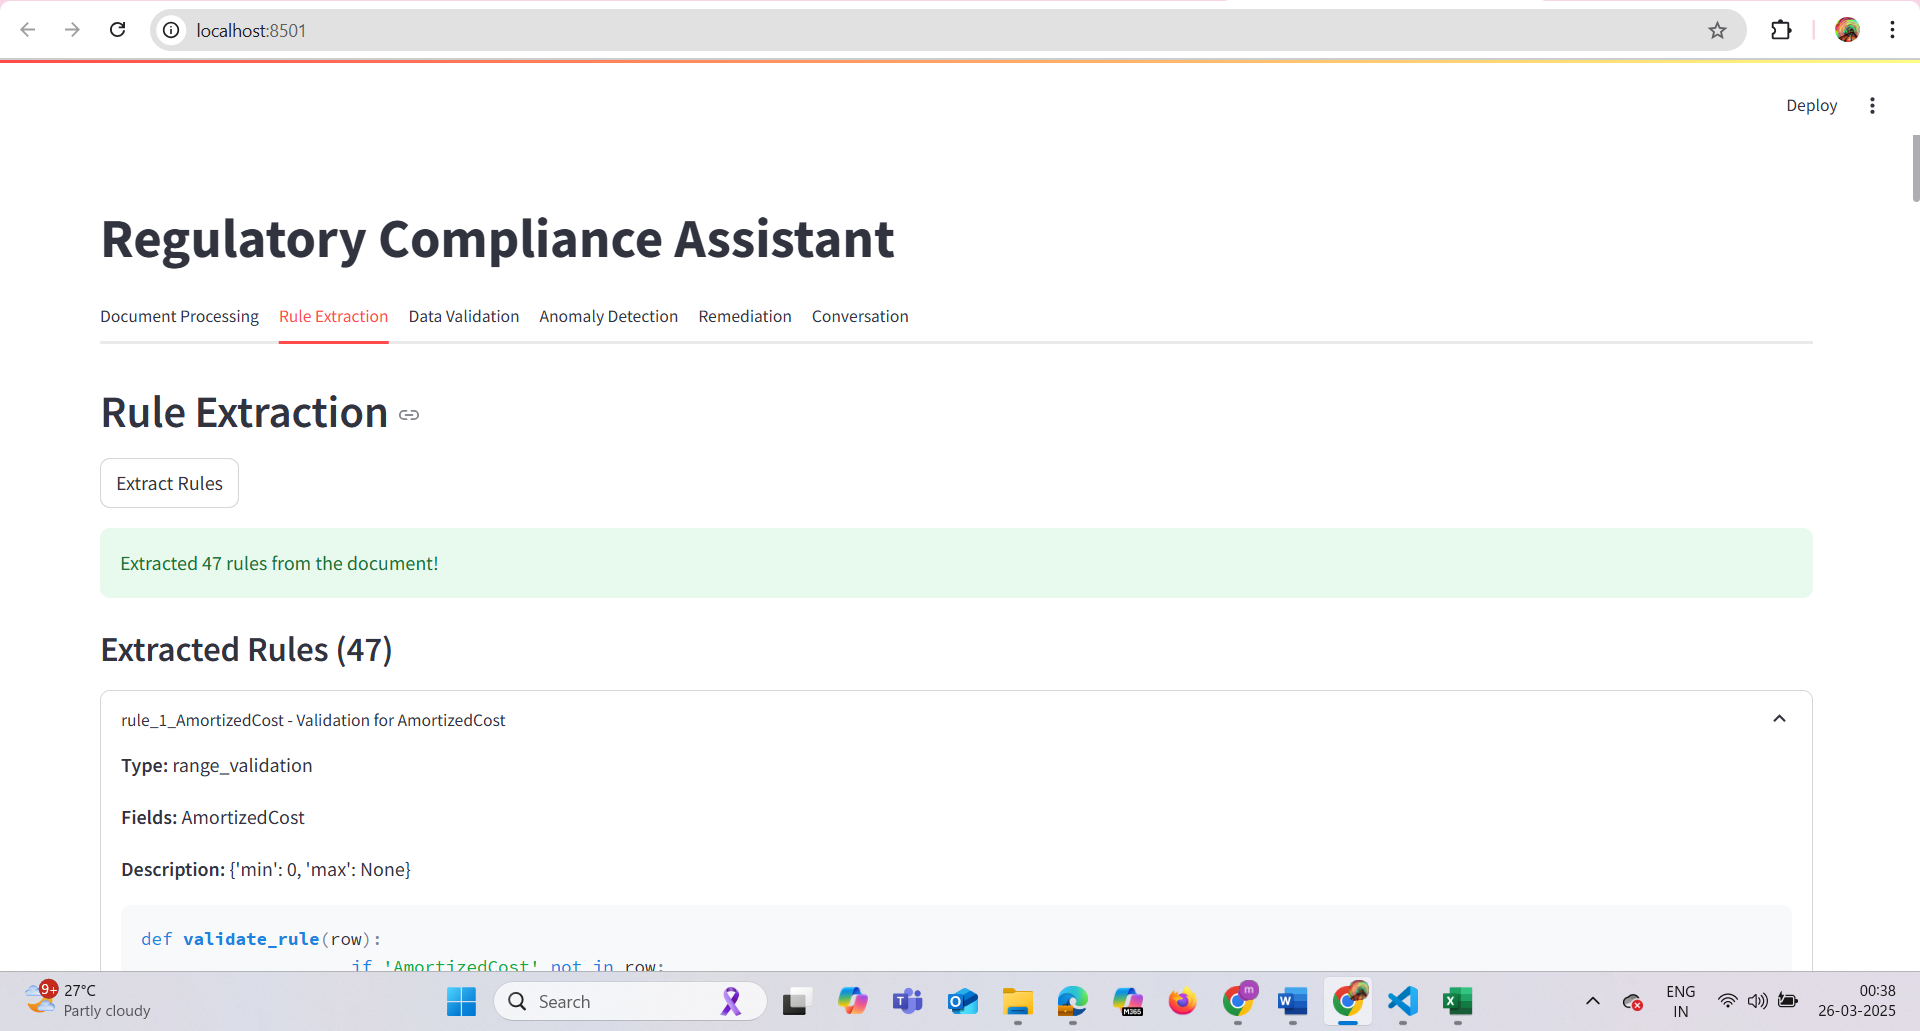 localhost:8501
Deploy
Regulatory Compliance Assistant
Document Processing Rule Extraction Data Validation Anomaly Detection Remediation Conversation
Rule Extraction
Extract Rules
Extracted 47 rules from the document!
Extracted Rules (47)
rule_1_AmortizedCost - Validation for AmortizedCost
Type: range_validation
Fields: AmortizedCost
Description: {'min': 0, 'max': None}
def validate_rule(row):
if 'AmortizedCost' not in row:
9+
27°C
Partly cloudy
Search
T
O
M365
m
W
X
ENG
IN
00:38
26-03-2025